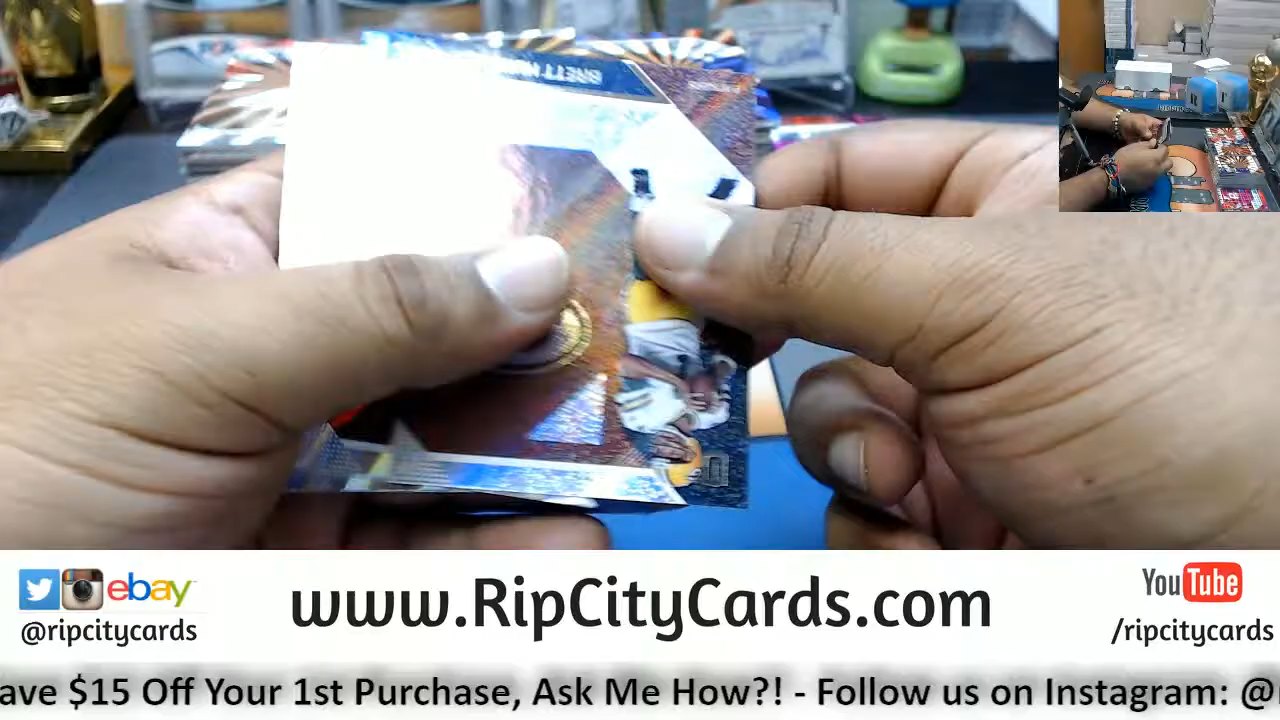 BRETT
ebay
@ripcitycards
www.RipCityCards.com
YouTube
/ripcitycards
ave $15 Off Your 1st Purchase, Ask Me How?! - Follow us on Instagram: @